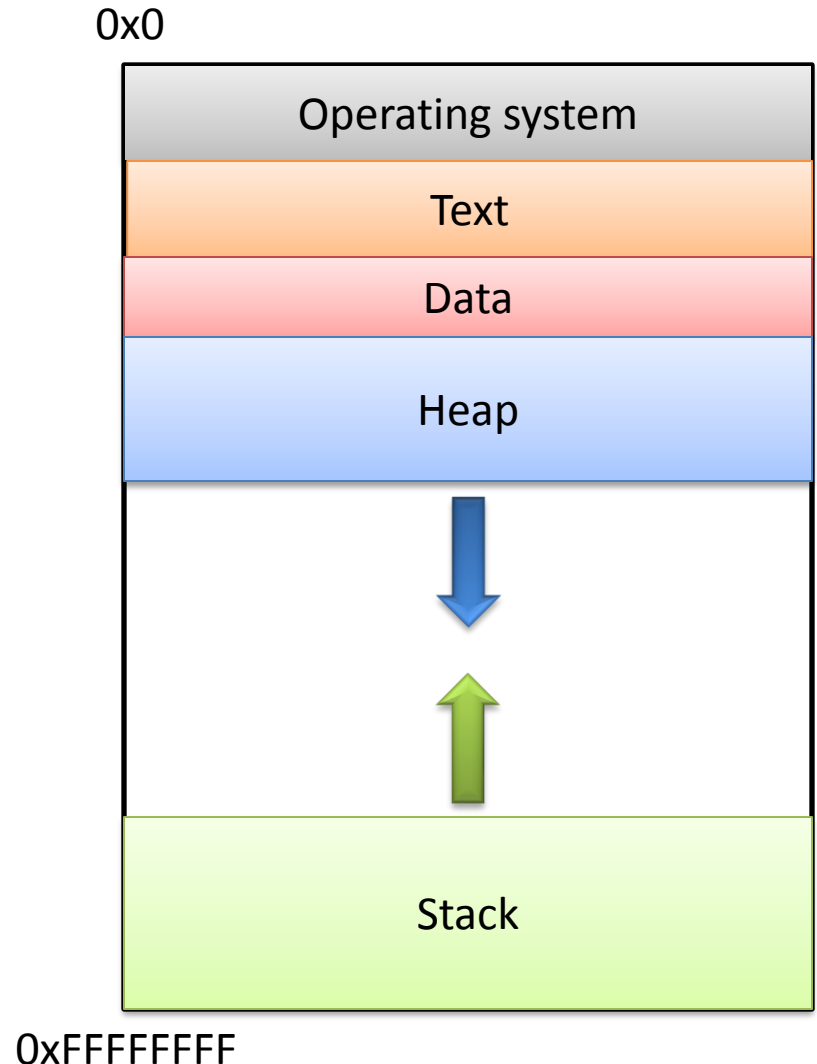 0x0
Operating system
Text
Data
Heap
Stack
0xFFFFFFFF